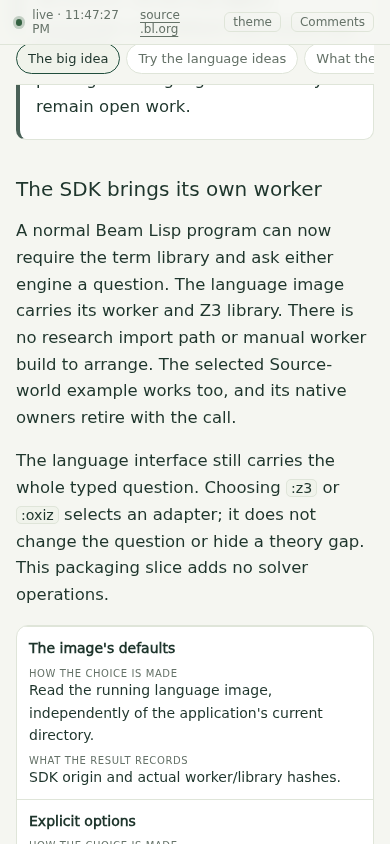 live · 11:47:27 PM
source .bl.org
theme
Comments
The big idea
Try the language ideas
What the
remain open work.
The SDK brings its own worker
A normal Beam Lisp program can now
require the term library and ask either
engine a question. The language image
carries its worker and Z3 library. There is
no research import path or manual worker
build to arrange. The selected Source-
world example works too, and its native
owners retire with the call.
The language interface still carries the
whole typed question. Choosing :z3 or
:oxiz selects an adapter; it does not
change the question or hide a theory gap.
This packaging slice adds no solver
operations.
The image's defaults
HOW THE CHOICE IS MADE
Read the running language image,
independently of the application's current
directory.
WHAT THE RESULT RECORDS
SDK origin and actual worker/library hashes.
Explicit options